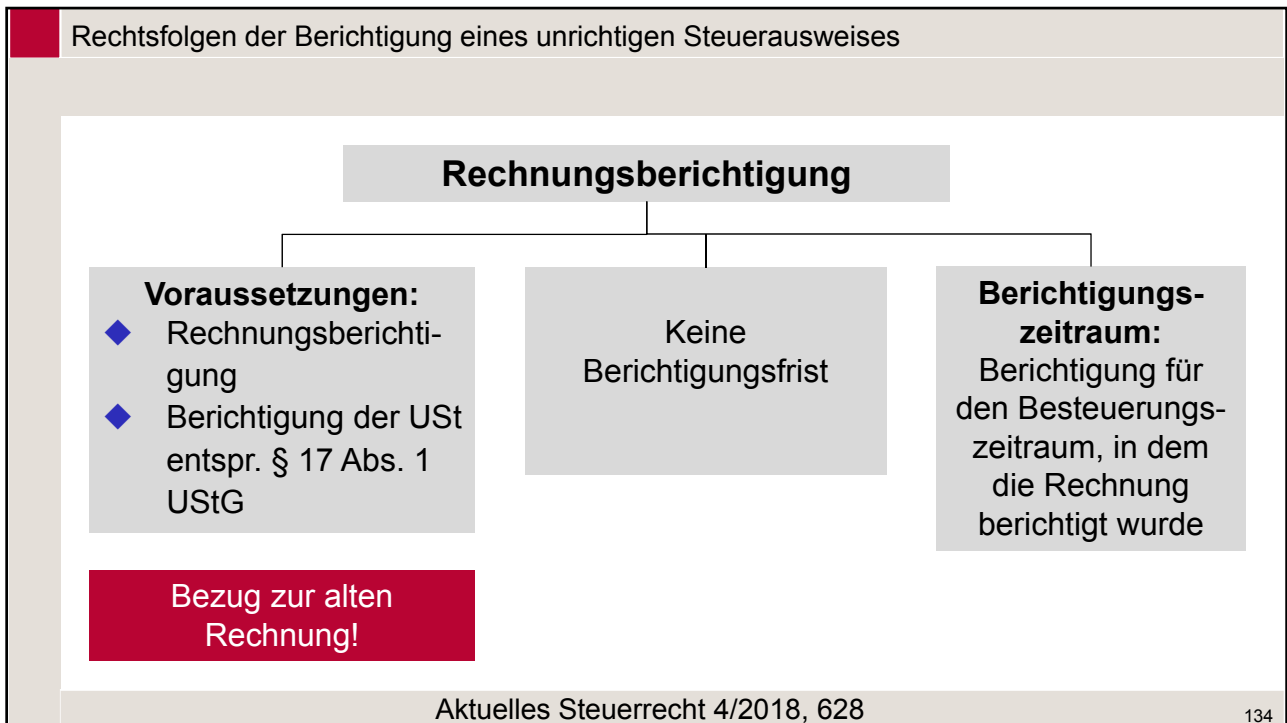 Rechtsfolgen der Berichtigung eines unrichtigen Steuerausweises
Rechnungsberichtigung
Voraussetzungen:
Rechnungsberichti-
gung
Berichtigung der USt
entspr. § 17 Abs. 1
UStG
Bezug zur alten
Rechnung!
Keine
Berichtigungsfrist
Berichtigungs-
zeitraum:
Berichtigung für
den Besteuerungs-
zeitraum, in dem
die Rechnung
berichtigt wurde
Aktuelles Steuerrecht 4/2018, 628
134